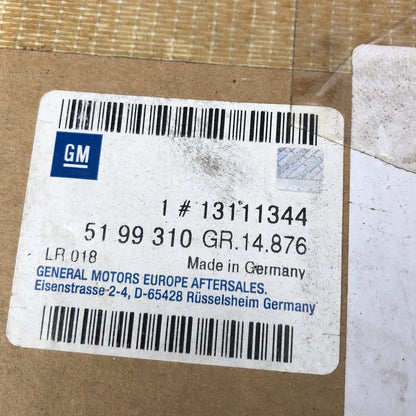 GM
1 # 13111344
51 99 310 GR.14.876
LR 018
Made in Germany
GENERAL MOTORS EUROPE AFTERSALES.
Eisenstrasse-2-4, D-65428 Rüsselsheim Germany